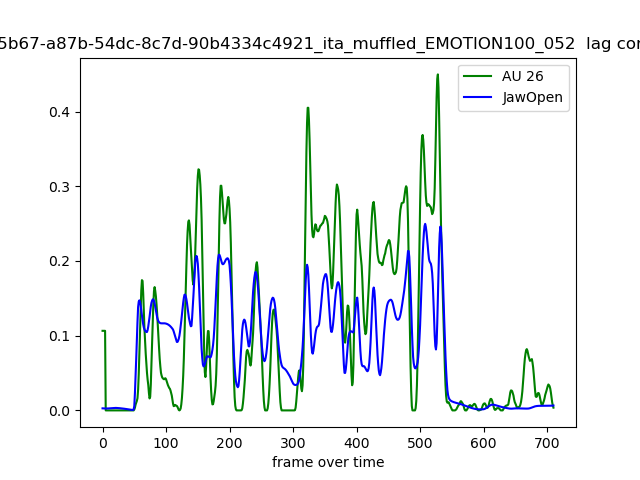 5b67-a87b-54dc-8c7d-90b4334c4921_ita_muffled_EMOTION100_052 lag cor
AU 26
JawOpen
0.4
0.3
0.2
0.1
0.0
0 100 200 300 400 500 600 700
frame over time